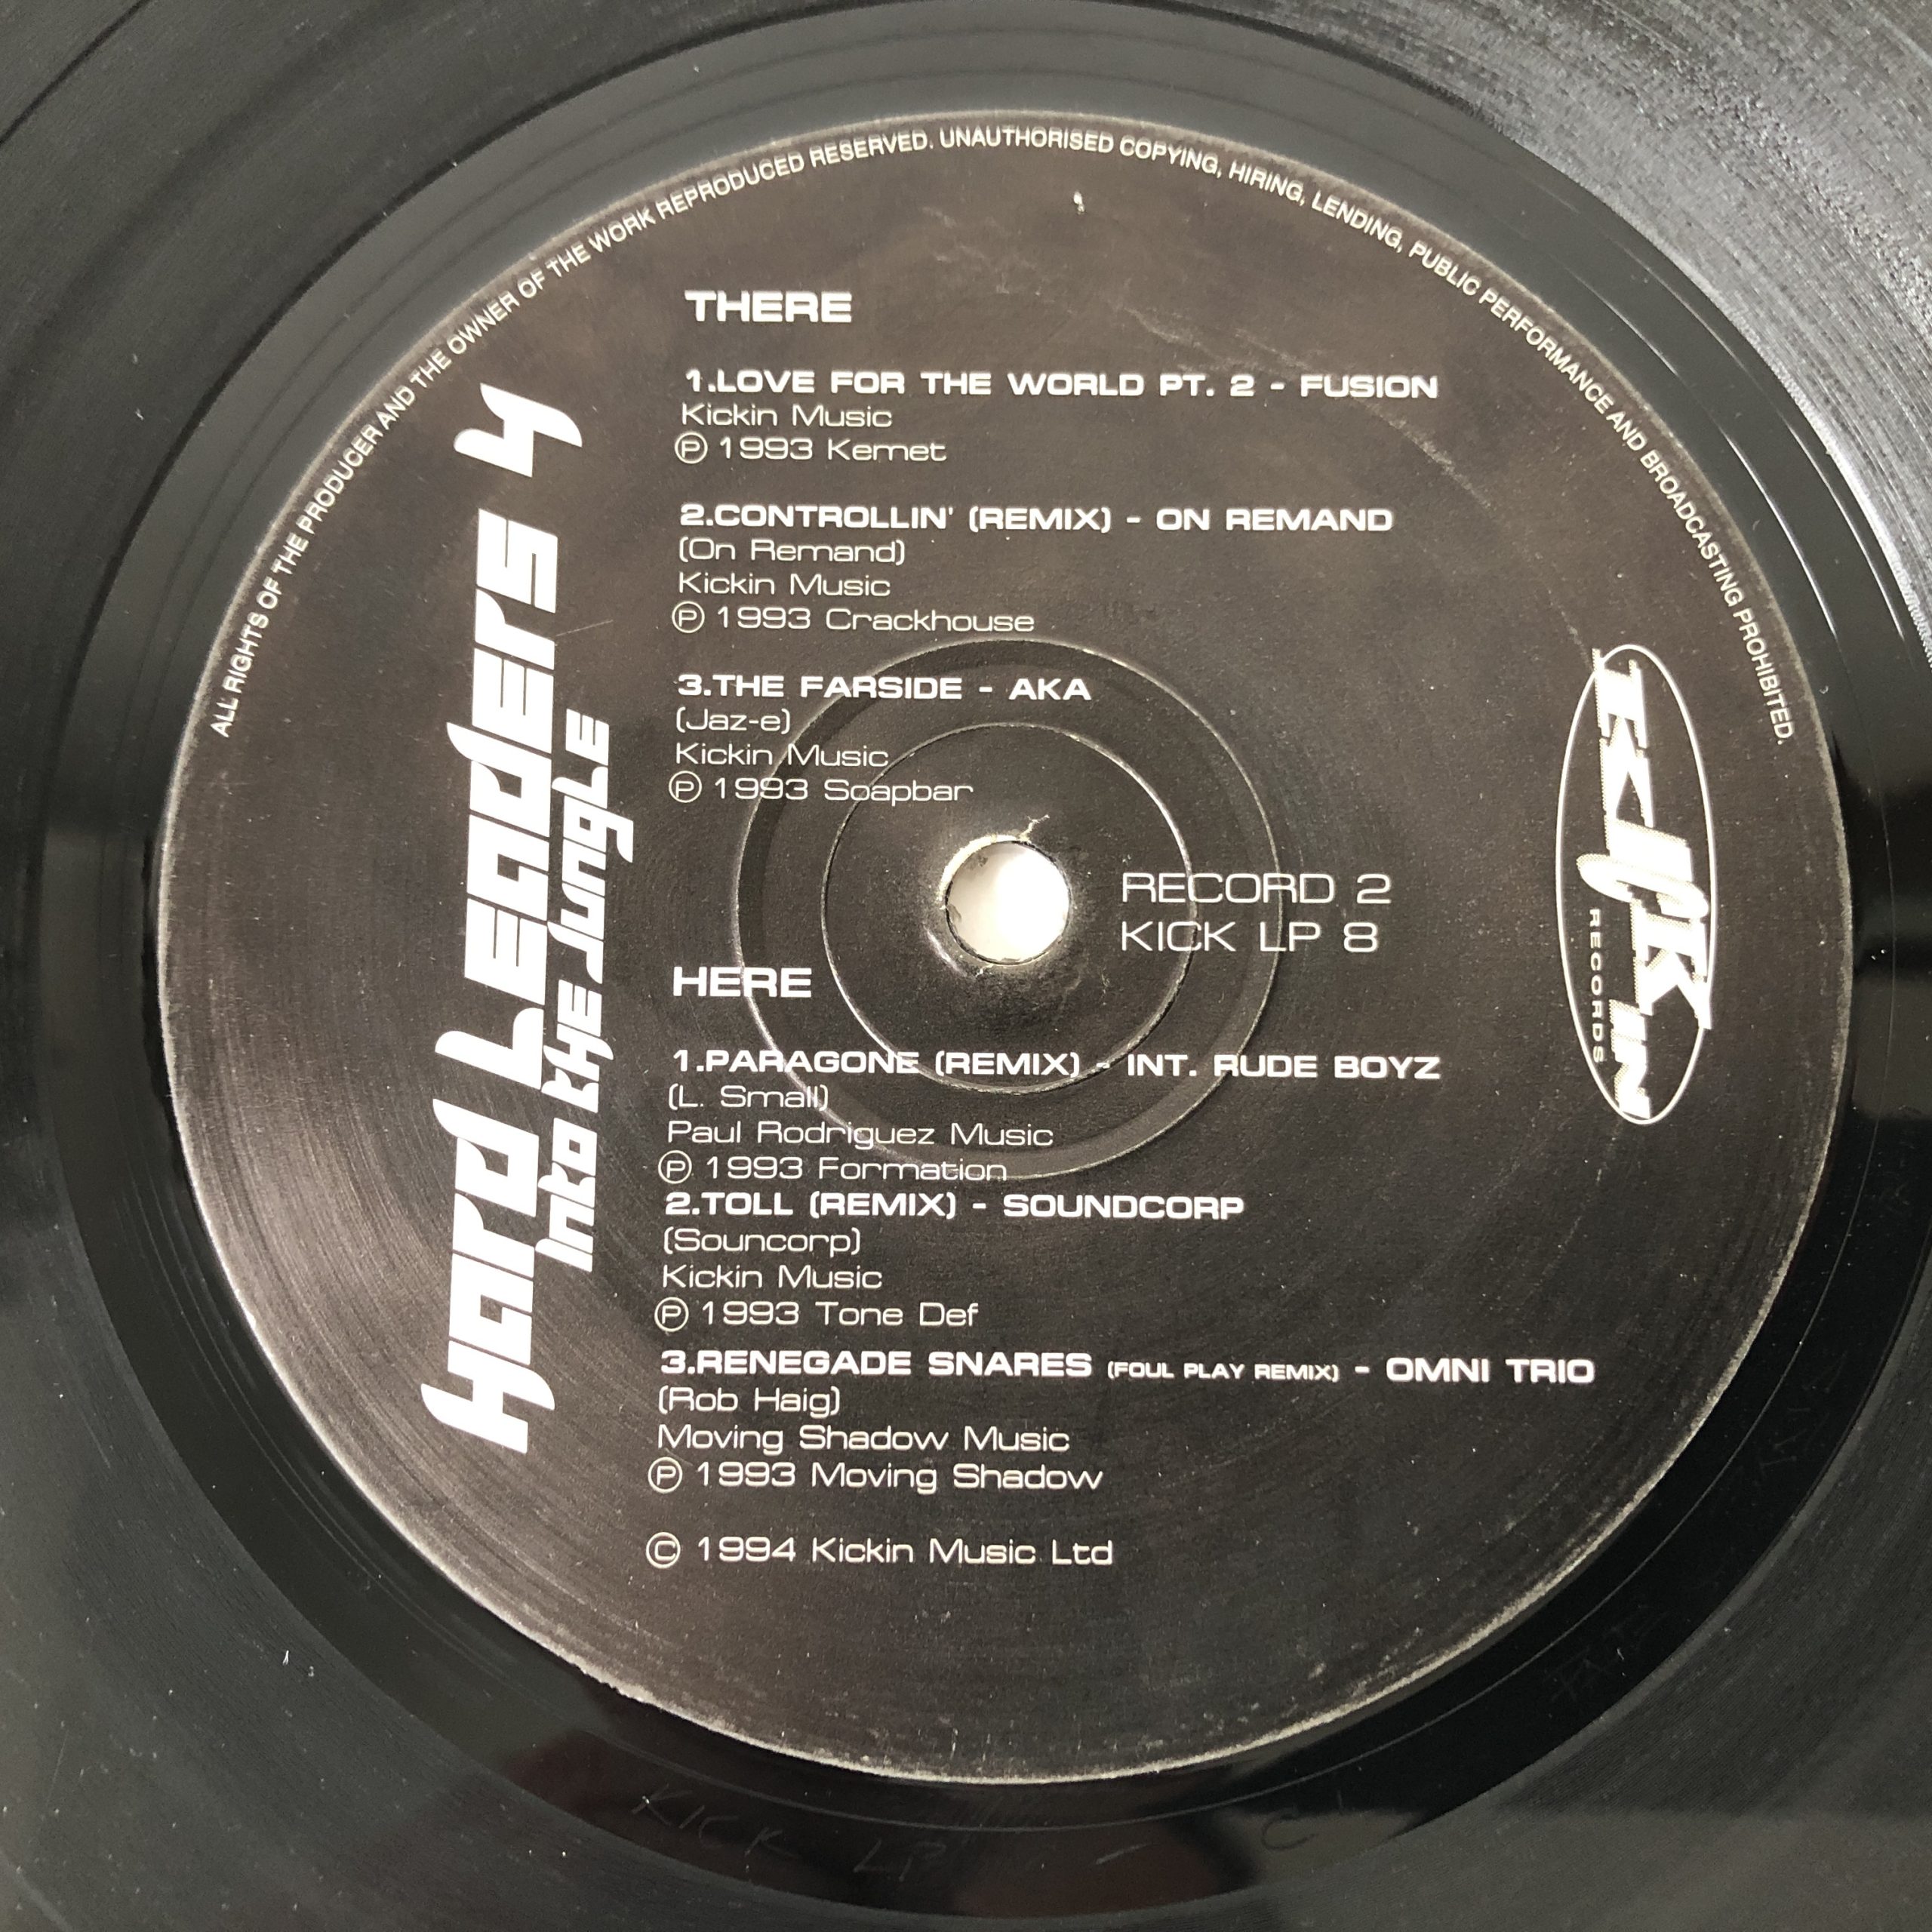 ALL RIGHTS OF THE PRODUCER AND THE OWNER OF THE WORK REPRODUCED RESERVED. UNAUTHORISED COPYING, HIRING, LENDING, PUBLIC PERFORMANCE AND BROADCASTING PROHIBITED.
Hard Leaders 4
Into the Jungle
THERE
1.LOVE FOR THE WORLD PT. 2 - FUSION
Kickin Music
Ⓟ 1993 Kemet
2.CONTROLLIN' (REMIX) - ON REMAND
(On Remand)
Kickin Music
Ⓟ 1993 Crackhouse
3.THE FARSIDE - AKA
(Jaz-e)
Kickin Music
Ⓟ 1993 Soapbar
RECORD 2
KICK LP 8
KICKIN
RECORDS
HERE
1.PARAGONE (REMIX) - INT. RUDE BOYZ
(L. Small)
Paul Rodriguez Music
Ⓟ 1993 Formation
2.TOLL (REMIX) - SOUNDCORP
(Souncorp)
Kickin Music
Ⓟ 1993 Tone Def
3.RENEGADE SNARES (FOUL PLAY REMIX) - OMNI TRIO
(Rob Haig)
Moving Shadow Music
Ⓟ 1993 Moving Shadow
© 1994 Kickin Music Ltd
KICK LP - C